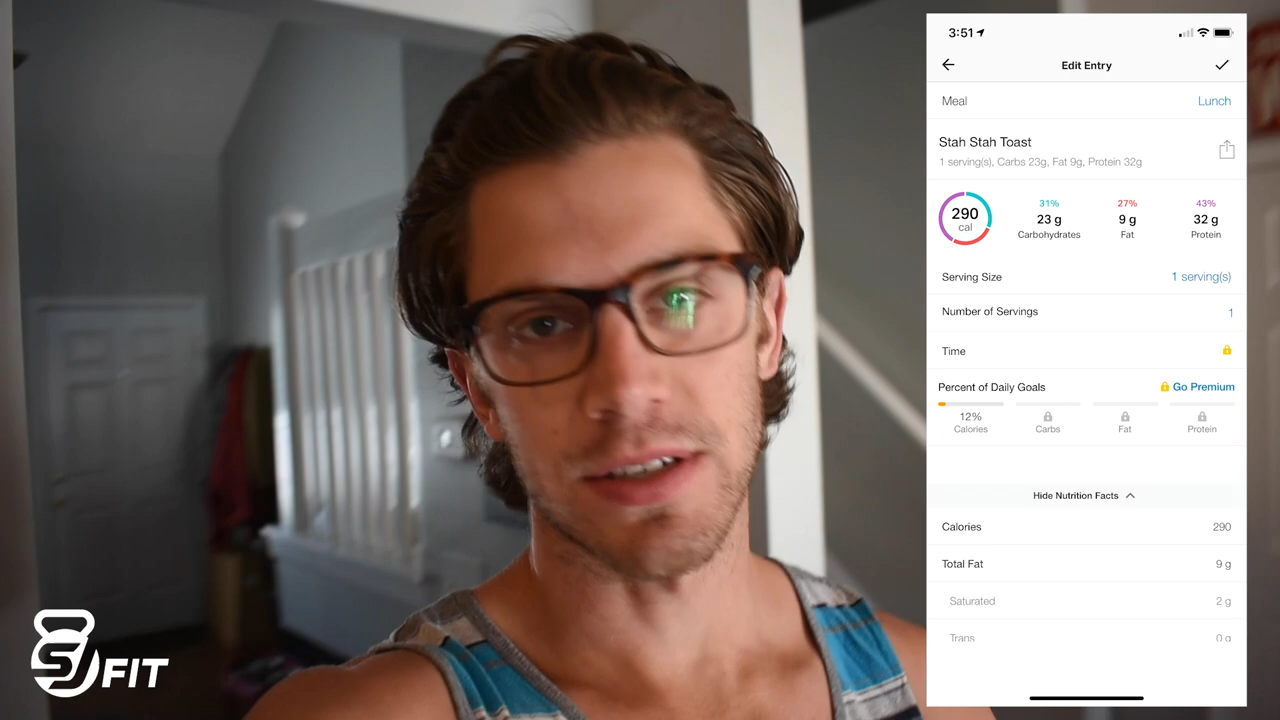 3:51
Edit Entry
Meal
Lunch
Stah Stah Toast
1 serving(s), Carbs 23g, Fat 9g, Protein 32g
290
cal
31%
23 g
Carbohydrates
27%
9 g
Fat
43%
32 g
Protein
Serving Size
1 serving(s)
Number of Servings
1
Time
Percent of Daily Goals
Go Premium
12%
Calories
Carbs
Fat
Protein
Hide Nutrition Facts
Calories
290
Total Fat
9 g
Saturated
2 g
Trans
0 g
SJ FIT